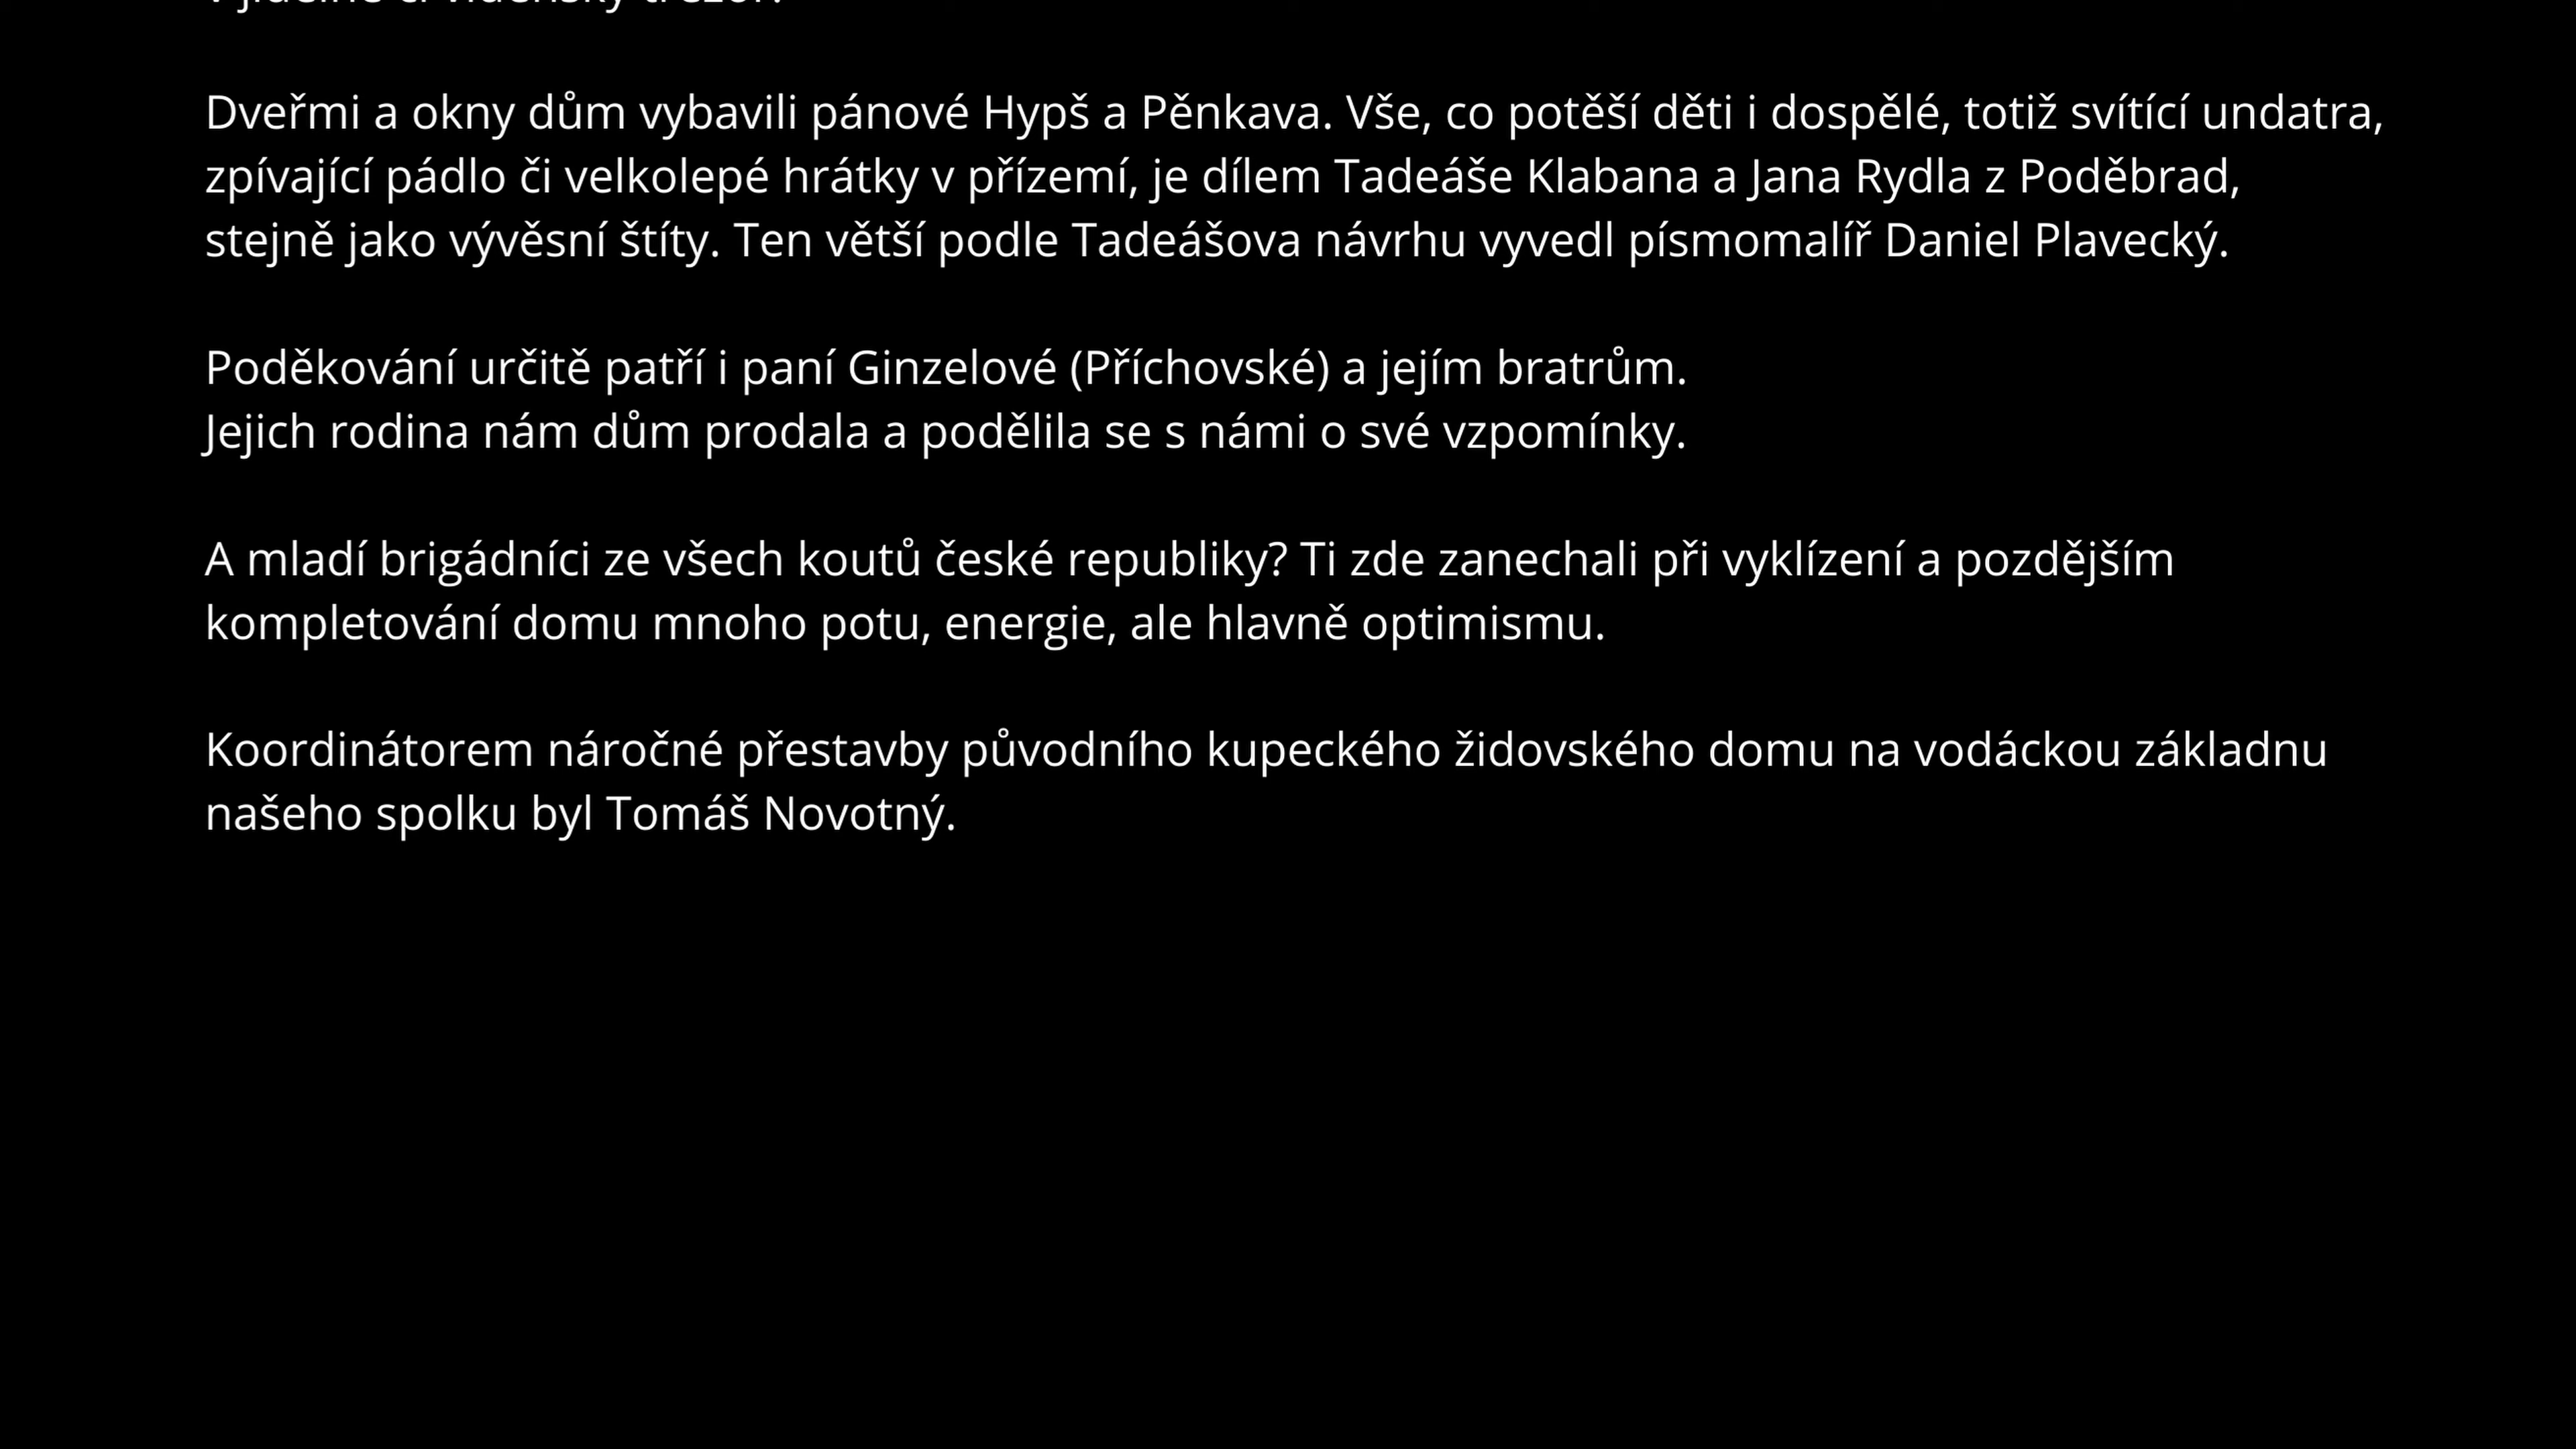 v jídelně či vídeňský trezor.
Dveřmi a okny dům vybavili pánové Hypš a Pěnkava. Vše, co potěší děti i dospělé, totiž svítící undatra,
zpívající pádlo či velkolepé hrátky v přízemí, je dílem Tadeáše Klabana a Jana Rydla z Poděbrad,
stejně jako vývěsní štíty. Ten větší podle Tadeášova návrhu vyvedl písmomalíř Daniel Plavecký.
Poděkování určitě patří i paní Ginzelové (Příchovské) a jejím bratrům.
Jejich rodina nám dům prodala a podělila se s námi o své vzpomínky.
A mladí brigádníci ze všech koutů české republiky? Ti zde zanechali při vyklízení a pozdějším
kompletování domu mnoho potu, energie, ale hlavně optimismu.
Koordinátorem náročné přestavby původního kupeckého židovského domu na vodáckou základnu
našeho spolku byl Tomáš Novotný.